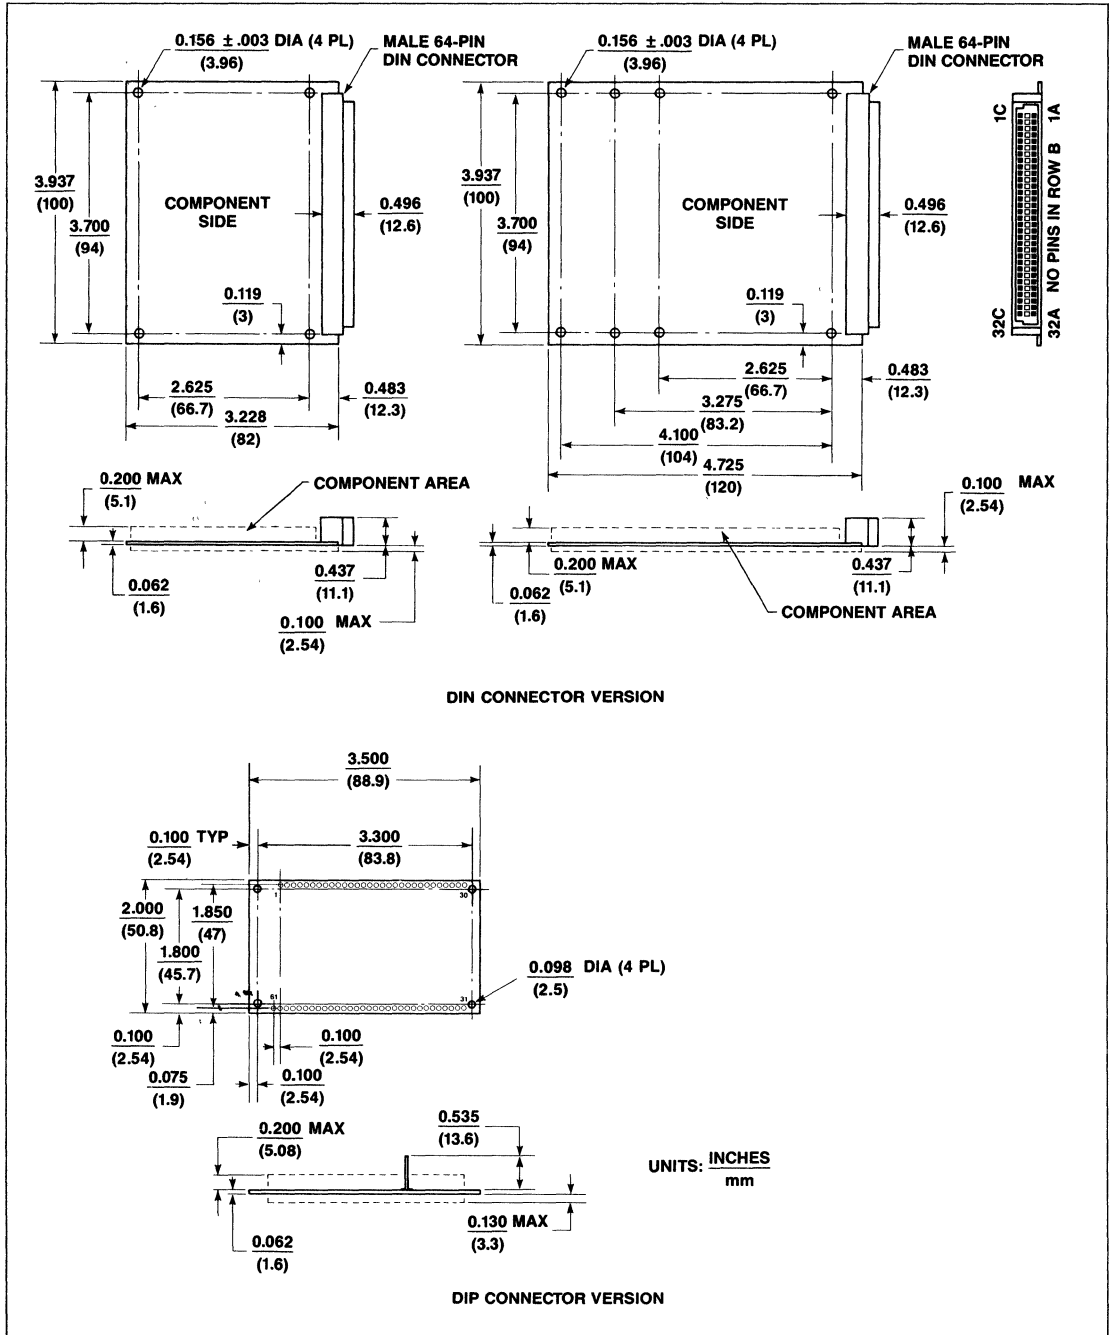 0.156 ± .003 DIA (4 PL)
(3.96)
MALE 64-PIN
DIN CONNECTOR
3.937
(100)
3.700
(94)
COMPONENT
SIDE
0.496
(12.6)
0.119
(3)
2.625
(66.7)
0.483
(12.3)
3.228
(82)
0.156 ± .003 DIA (4 PL)
(3.96)
MALE 64-PIN
DIN CONNECTOR
3.937
(100)
3.700
(94)
COMPONENT
SIDE
0.496
(12.6)
0.119
(3)
2.625
(66.7)
0.483
(12.3)
3.275
(83.2)
4.100
(104)
4.725
(120)
1C
1A
NO PINS IN ROW B
32C
32A
0.200 MAX
(5.1)
COMPONENT AREA
0.062
(1.6)
0.437
(11.1)
0.100 MAX
(2.54)
0.100 MAX
(2.54)
0.200 MAX
(5.1)
0.062
(1.6)
0.437
(11.1)
COMPONENT AREA
DIN CONNECTOR VERSION
3.500
(88.9)
0.100 TYP
(2.54)
3.300
(83.8)
1
30
2.000
(50.8)
1.850
(47)
1.800
(45.7)
61
31
0.098 DIA (4 PL)
(2.5)
0.100
(2.54)
0.100
(2.54)
0.075
(1.9)
0.100
(2.54)
0.200 MAX
(5.08)
0.535
(13.6)
UNITS: INCHES
mm
0.062
(1.6)
0.130 MAX
(3.3)
DIP CONNECTOR VERSION